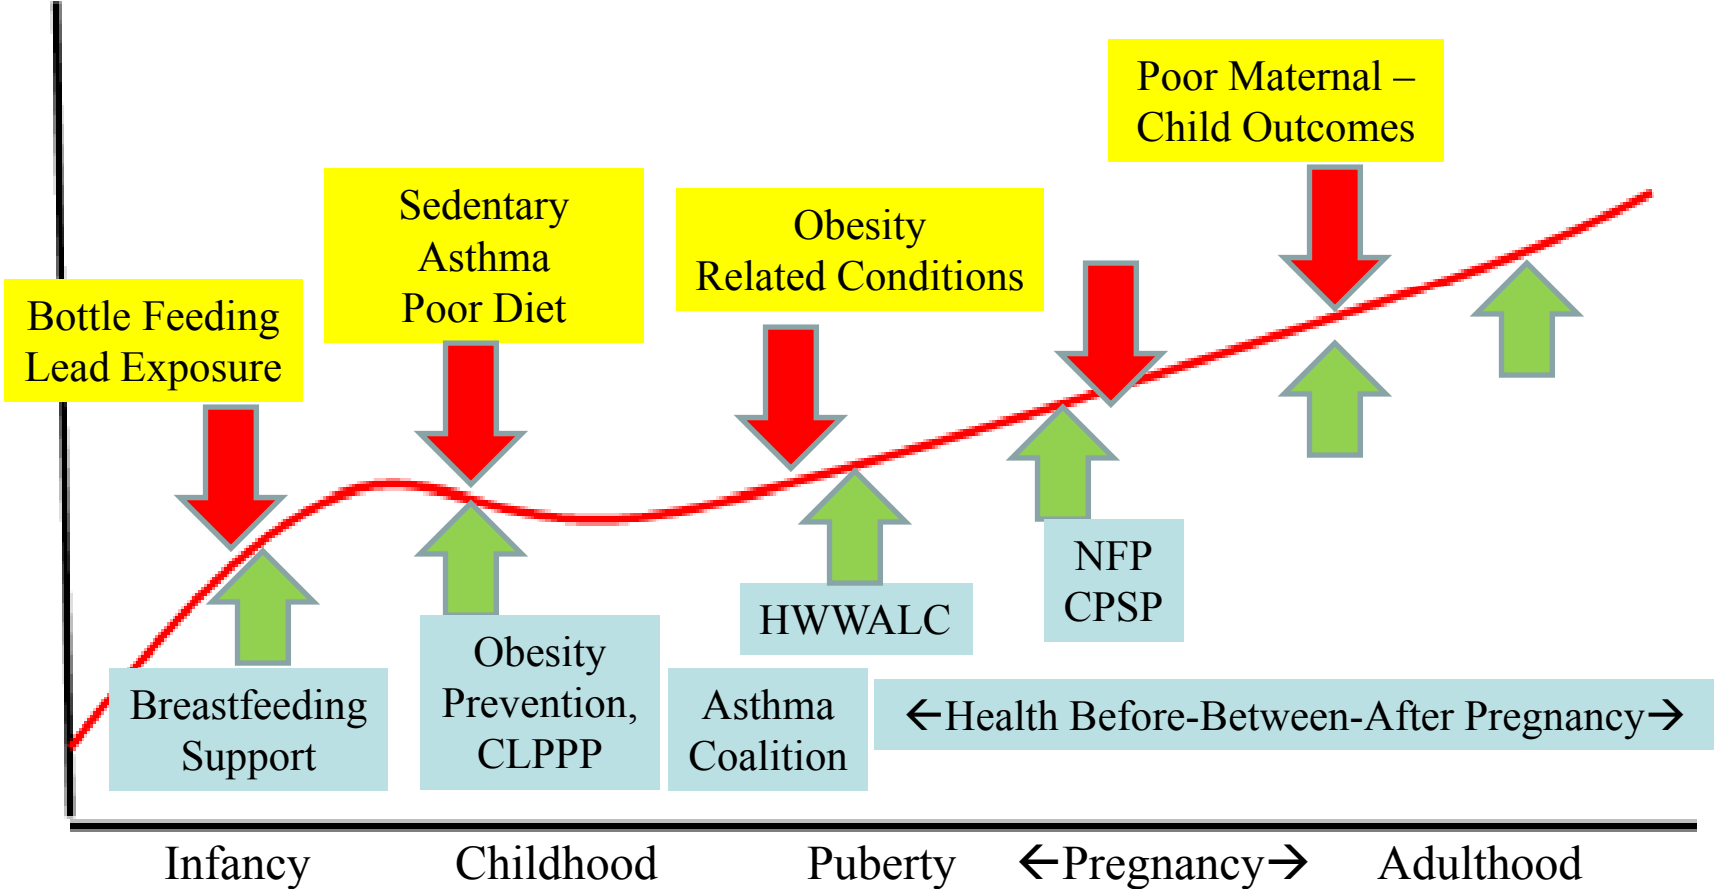 Poor Maternal –
Child Outcomes
Sedentary
Asthma
Poor Diet
Obesity
Related Conditions
Bottle Feeding
Lead Exposure
NFP
CPSP
HWWALC
Obesity
Prevention,
CLPPP
Breastfeeding
Support
Asthma
Coalition
←Health Before-Between-After Pregnancy→
Infancy Childhood Puberty ←Pregnancy→ Adulthood